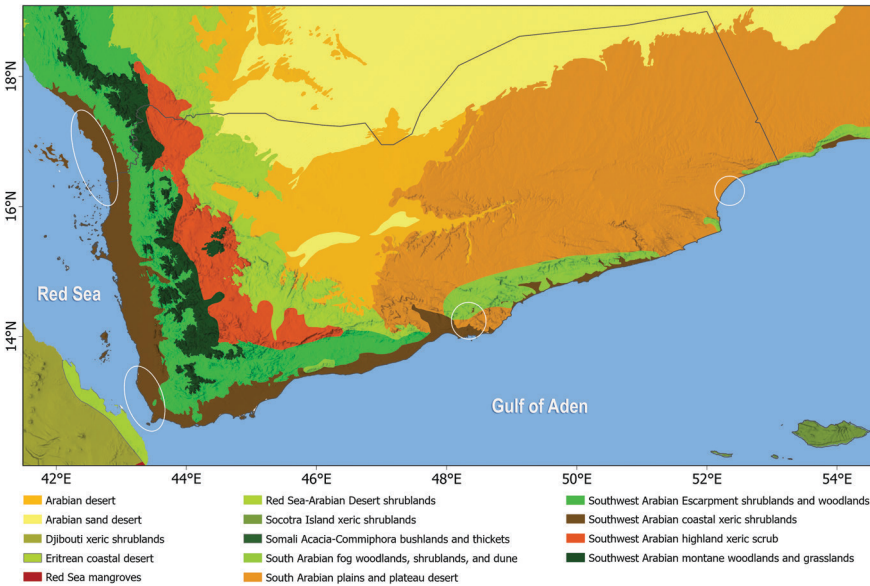 18°N
16°N
14°N
Red Sea
Gulf of Aden
42°E 44°E 46°E 48°E 50°E 52°E 54°E
Arabian desert
Arabian sand desert
Djibouti xeric shrublands
Eritrean coastal desert
Red Sea mangroves
Red Sea-Arabian Desert shrublands
Socotra Island xeric shrublands
Somali Acacia-Commiphora bushlands and thickets
South Arabian fog woodlands, shrublands, and dune
South Arabian plains and plateau desert
Southwest Arabian Escarpment shrublands and woodlands
Southwest Arabian coastal xeric shrublands
Southwest Arabian highland xeric scrub
Southwest Arabian montane woodlands and grasslands